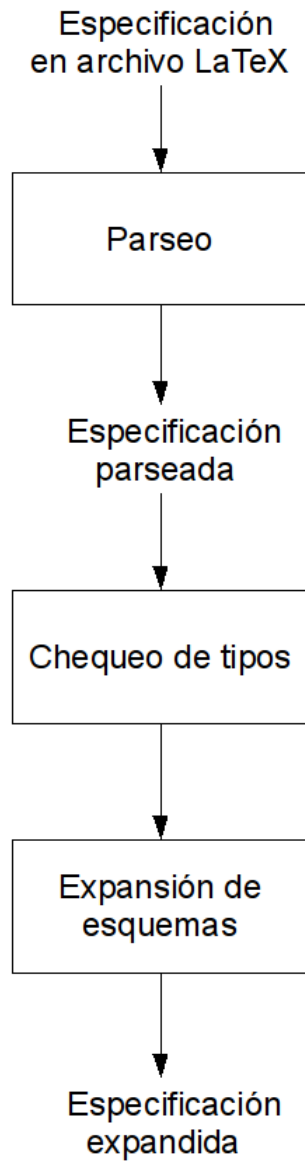 Especificación
en archivo LaTeX
Parseo
Especificación
parseada
Chequeo de tipos
Expansión de
esquemas
Especificación
expandida